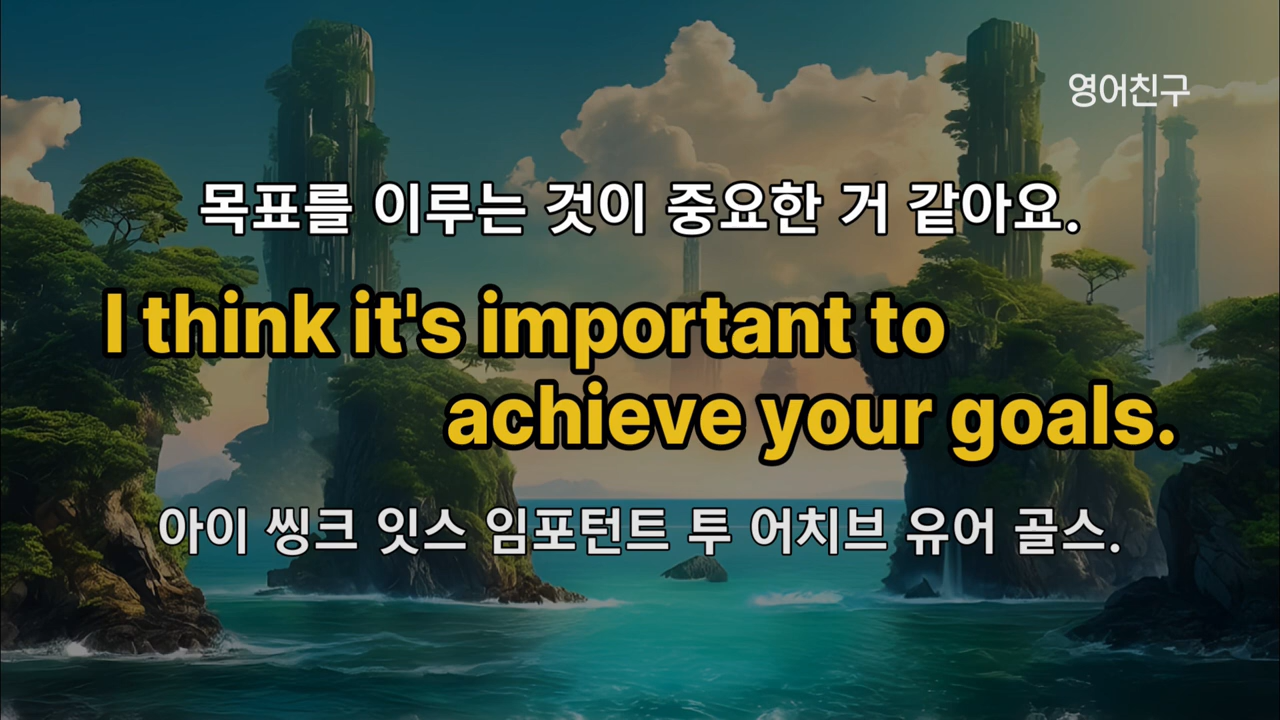 영어친구
목표를 이루는 것이 중요한 거 같아요.
I think it's important to
achieve your goals.
아이 씽크 잇스 임포턴트 투 어치브 유어 골스.